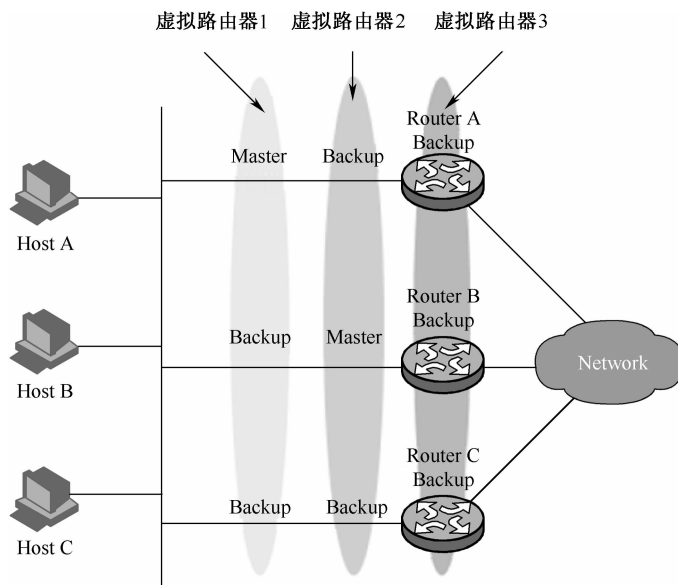 虚拟路由器1 虚拟路由器2 虚拟路由器3
Router A
Master Backup Backup
Host A
Router B
Backup Master Backup
Network
Host B
Router C
Backup Backup Backup
Host C